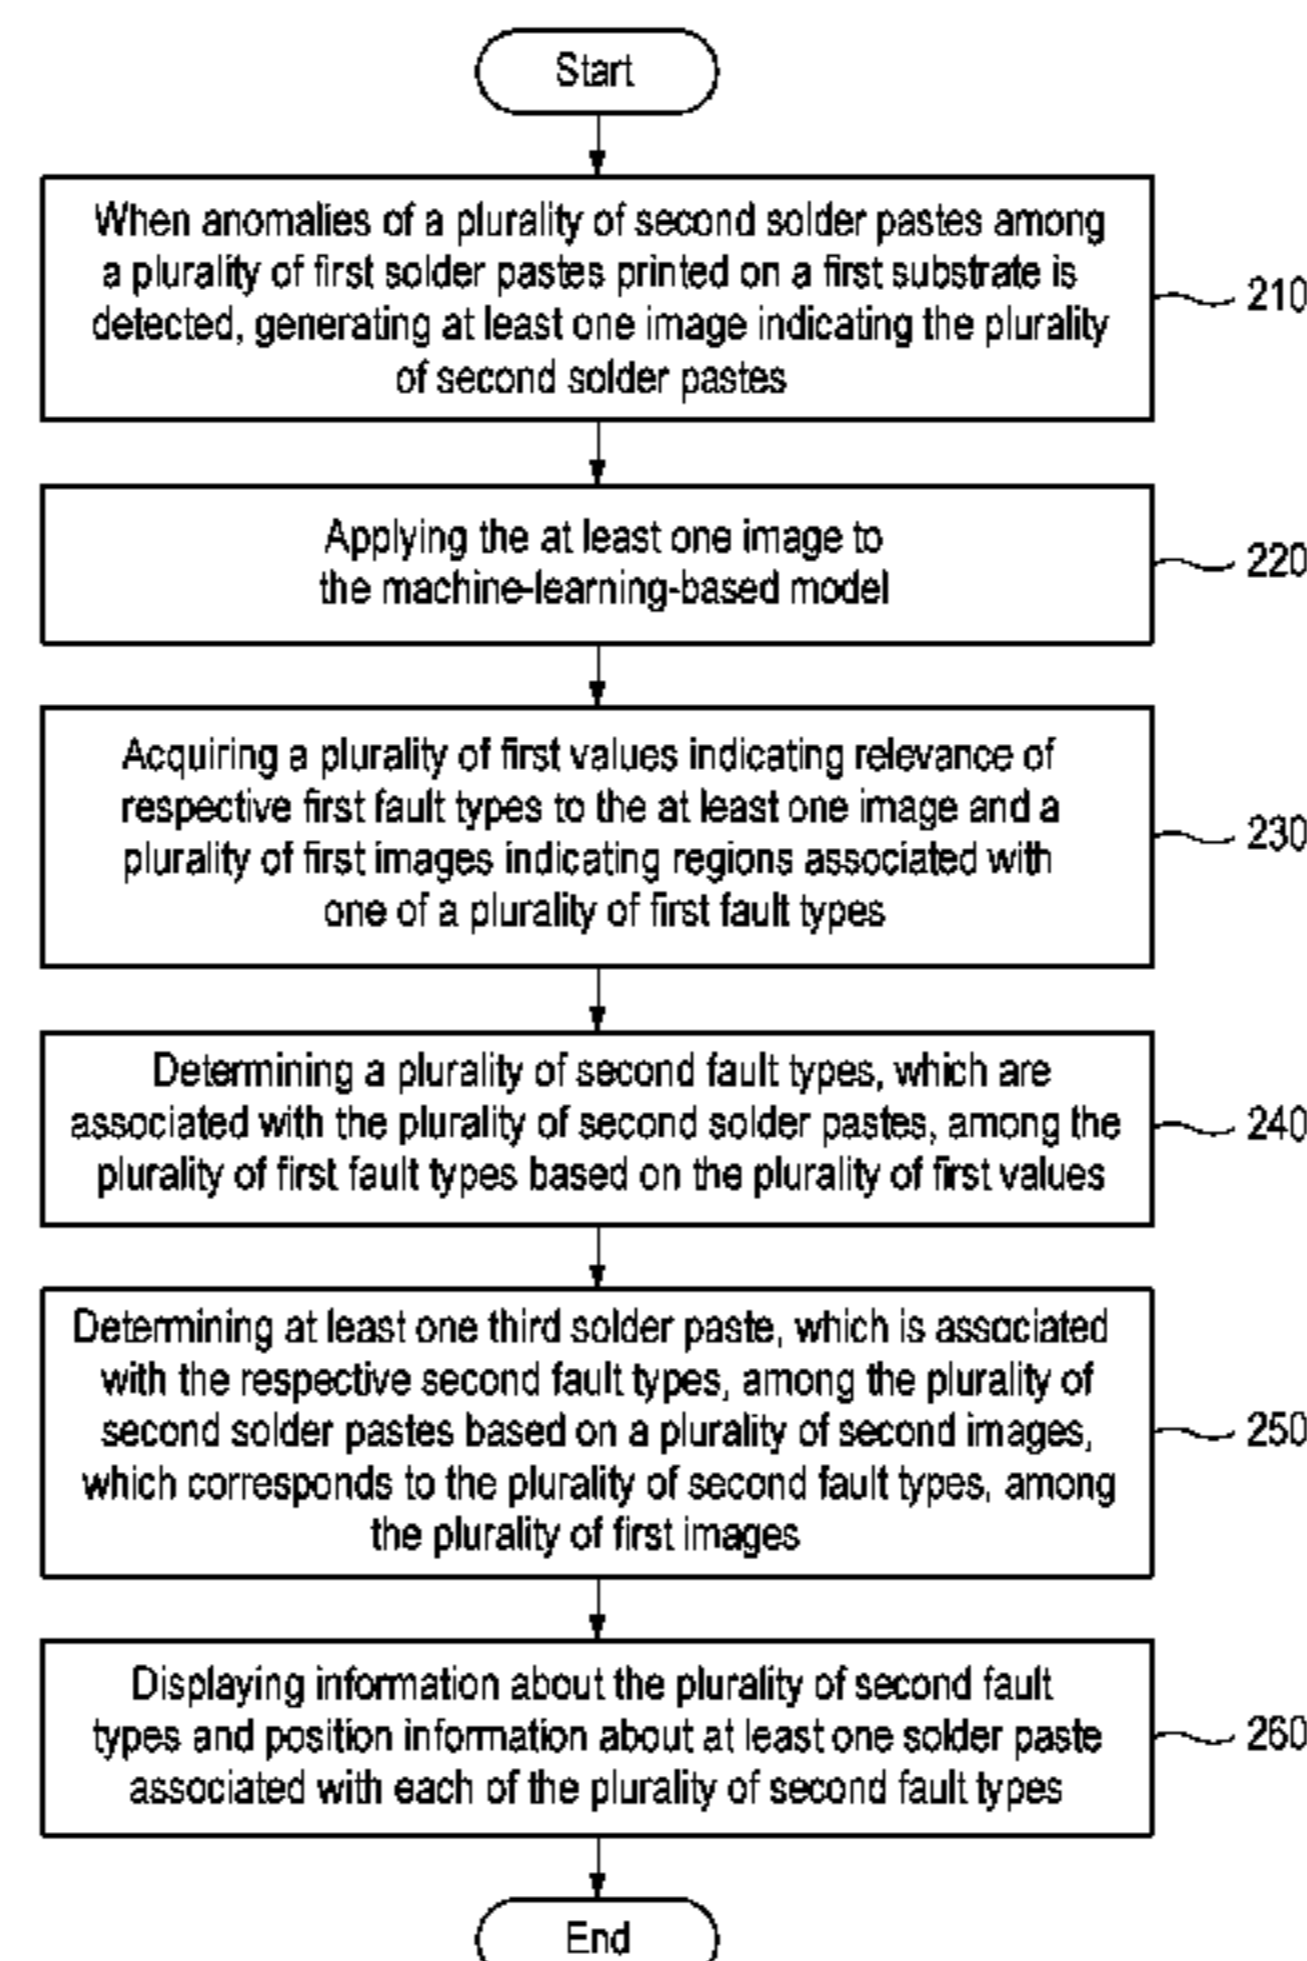 Start
When anomalies of a plurality of second solder pastes among
a plurality of first solder pastes printed on a first substrate is
detected, generating at least one image indicating the plurality
of second solder pastes
210
Applying the at least one image to
the machine-learning-based model
220
Acquiring a plurality of first values indicating relevance of
respective first fault types to the at least one image and a
plurality of first images indicating regions associated with
one of a plurality of first fault types
230
Determining a plurality of second fault types, which are
associated with the plurality of second solder pastes, among the
plurality of first fault types based on the plurality of first values
240
Determining at least one third solder paste, which is associated
with the respective second fault types, among the plurality of
second solder pastes based on a plurality of second images,
which corresponds to the plurality of second fault types, among
the plurality of first images
250
Displaying information about the plurality of second fault
types and position information about at least one solder paste
associated with each of the plurality of second fault types
260
End